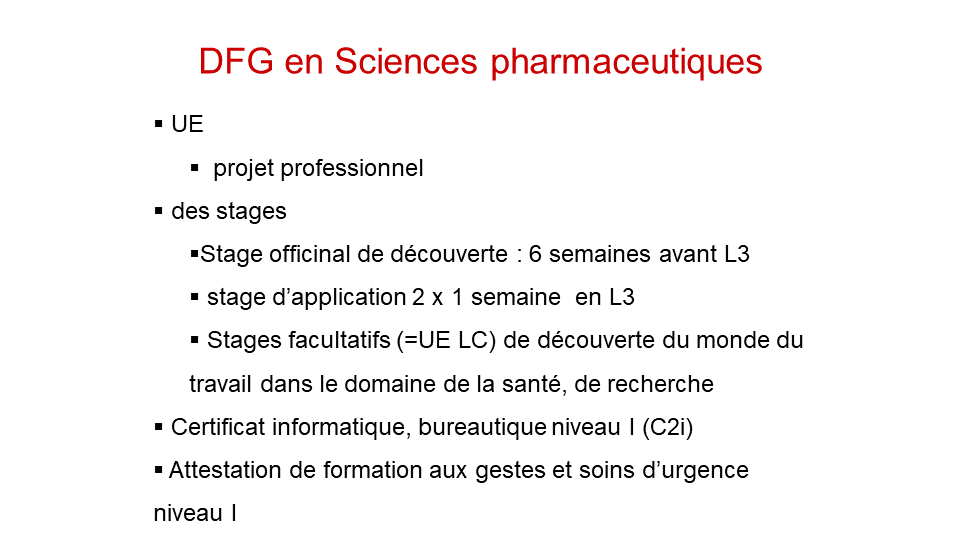 DFG en Sciences pharmaceutiques
▪ UE
▪ projet professionnel
▪ des stages
▪Stage officinal de découverte : 6 semaines avant L3
▪ stage d’application 2 x 1 semaine en L3
▪ Stages facultatifs (=UE LC) de découverte du monde du
travail dans le domaine de la santé, de recherche
▪ Certificat informatique, bureautique niveau I (C2i)
▪ Attestation de formation aux gestes et soins d’urgence
niveau I